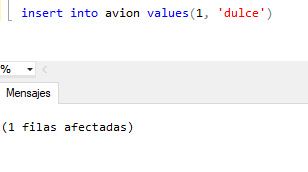 insert into avion values(1, 'dulce')
%
Mensajes
(1 filas afectadas)